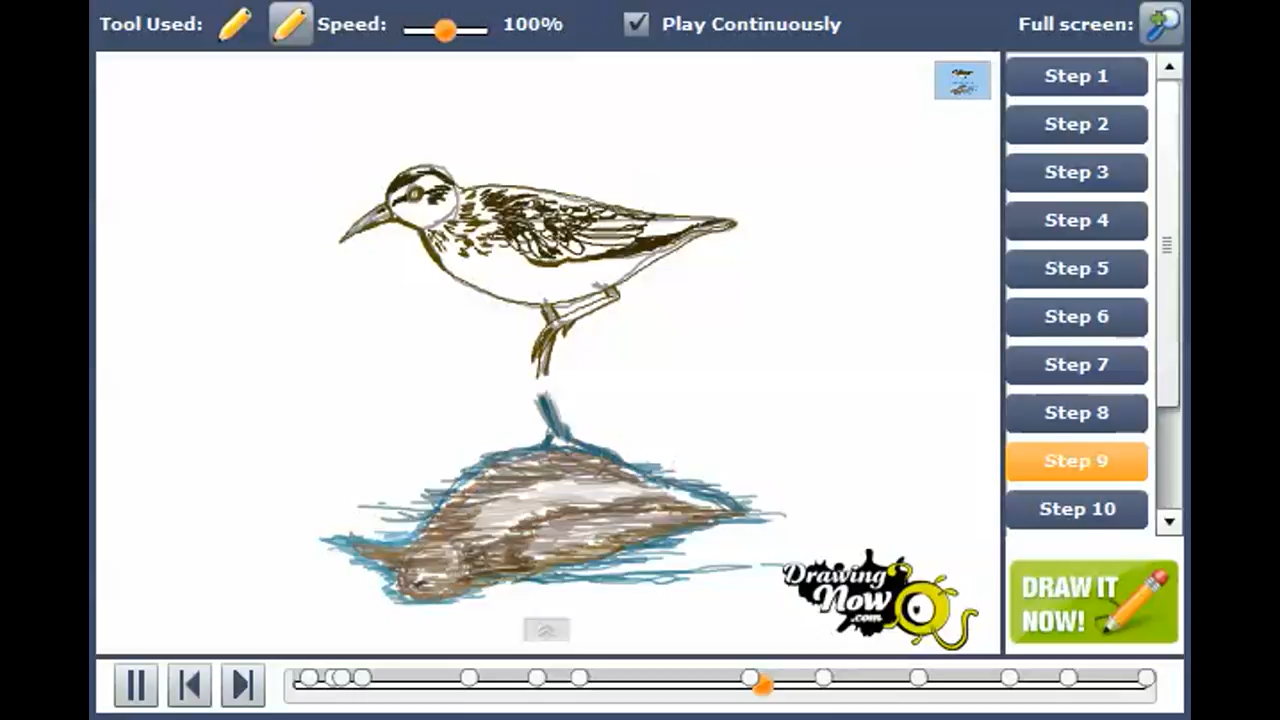 Tool Used:
Speed:
100%
Play Continuously
Full screen:
Step 1
Step 2
Step 3
Step 4
Step 5
Step 6
Step 7
Step 8
Step 9
Step 10
Drawing
Now
.com
DRAW IT
NOW!